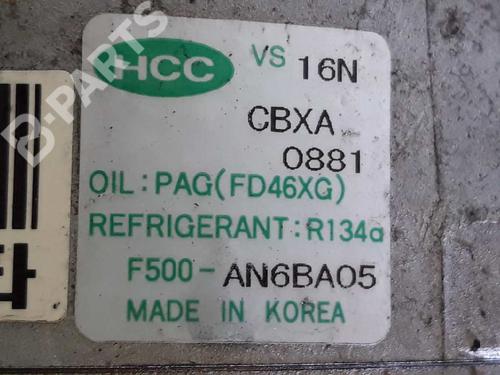 B-PARTS
HCC VS 16N
CBXA
0881
OIL : PAG(FD46XG)
REFRIGERANT : R134a
F500-AN6BA05
MADE IN KOREA